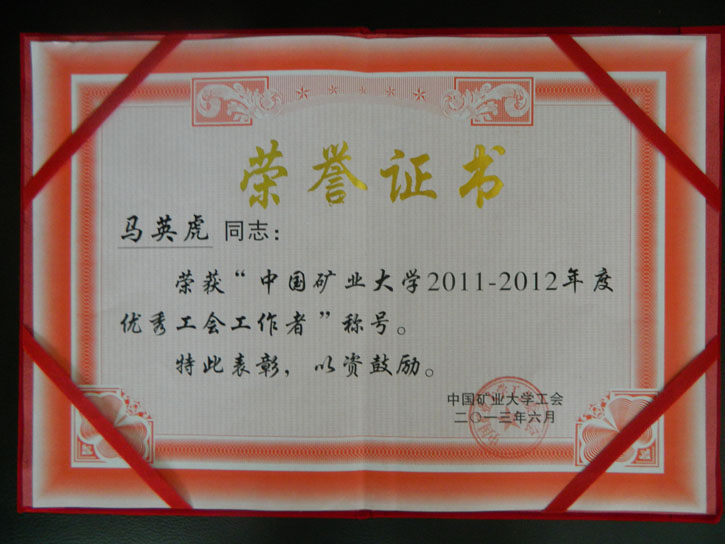 荣誉证书
马英虎 同志：
荣获“中国矿业大学2011-2012年度
优秀工会工作者”称号。
特此表彰，以资鼓励。
中国矿业大学工会
二〇一三年六月